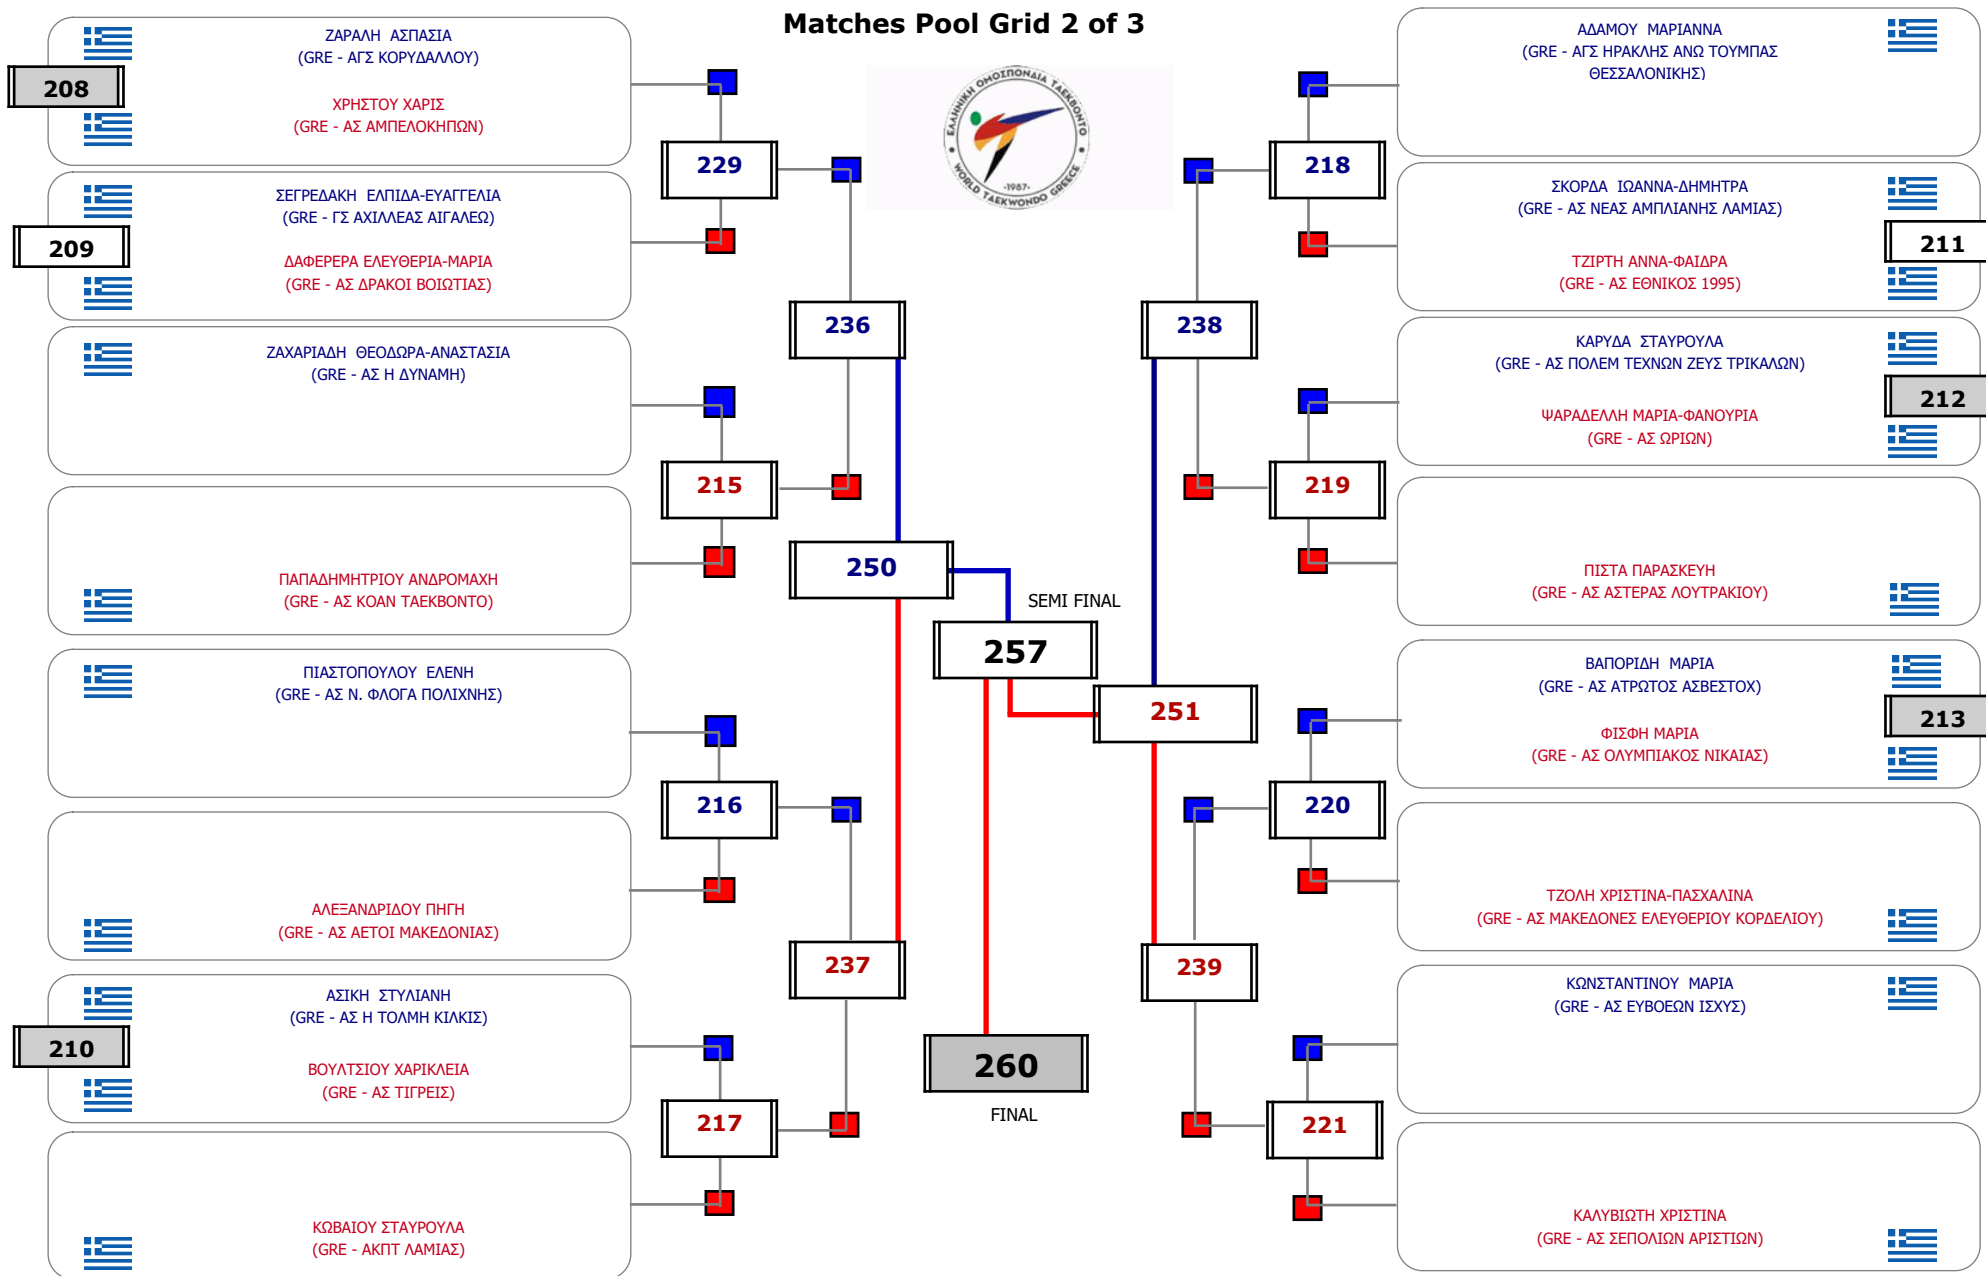 Matches Pool Grid 2 of 3
ΕΛΛΗΝΙΚΗ ΟΜΟΣΠΟΝΔΙΑ ΤΑΕΚΒΟΝΤΟ
-1987-
WORLD TAEKWONDO GREECE
208
ΖΑΡΑΛΗ ΑΣΠΑΣΙΑ
(GRE - ΑΓΣ ΚΟΡΥΔΑΛΛΟΥ)
ΧΡΗΣΤΟΥ ΧΑΡΙΣ
(GRE - ΑΣ ΑΜΠΕΛΟΚΗΠΩΝ)
209
ΣΕΓΡΕΔΑΚΗ ΕΛΠΙΔΑ-ΕΥΑΓΓΕΛΙΑ
(GRE - ΓΣ ΑΧΙΛΛΕΑΣ ΑΙΓΑΛΕΩ)
ΔΑΦΕΡΕΡΑ ΕΛΕΥΘΕΡΙΑ-ΜΑΡΙΑ
(GRE - ΑΣ ΔΡΑΚΟΙ ΒΟΙΩΤΙΑΣ)
ΖΑΧΑΡΙΑΔΗ ΘΕΟΔΩΡΑ-ΑΝΑΣΤΑΣΙΑ
(GRE - ΑΣ Η ΔΥΝΑΜΗ)
ΠΑΠΑΔΗΜΗΤΡΙΟΥ ΑΝΔΡΟΜΑΧΗ
(GRE - ΑΣ ΚΟΑΝ ΤΑΕΚΒΟΝΤΟ)
ΠΙΑΣΤΟΠΟΥΛΟΥ ΕΛΕΝΗ
(GRE - ΑΣ Ν. ΦΛΟΓΑ ΠΟΛΙΧΝΗΣ)
ΑΛΕΞΑΝΔΡΙΔΟΥ ΠΗΓΗ
(GRE - ΑΣ ΑΕΤΟΙ ΜΑΚΕΔΟΝΙΑΣ)
210
ΑΣΙΚΗ ΣΤΥΛΙΑΝΗ
(GRE - ΑΣ Η ΤΟΛΜΗ ΚΙΛΚΙΣ)
ΒΟΥΛΤΣΙΟΥ ΧΑΡΙΚΛΕΙΑ
(GRE - ΑΣ ΤΙΓΡΕΙΣ)
ΚΩΒΑΙΟΥ ΣΤΑΥΡΟΥΛΑ
(GRE - ΑΚΠΤ ΛΑΜΙΑΣ)
229
215
216
217
236
237
250
SEMI FINAL
257
251
260
FINAL
238
239
218
219
220
221
ΑΔΑΜΟΥ ΜΑΡΙΑΝΝΑ
(GRE - ΑΓΣ ΗΡΑΚΛΗΣ ΑΝΩ ΤΟΥΜΠΑΣ
ΘΕΣΣΑΛΟΝΙΚΗΣ)
ΣΚΟΡΔΑ ΙΩΑΝΝΑ-ΔΗΜΗΤΡΑ
(GRE - ΑΣ ΝΕΑΣ ΑΜΠΛΙΑΝΗΣ ΛΑΜΙΑΣ)
211
ΤΖΙΡΤΗ ΑΝΝΑ-ΦΑΙΔΡΑ
(GRE - ΑΣ ΕΘΝΙΚΟΣ 1995)
ΚΑΡΥΔΑ ΣΤΑΥΡΟΥΛΑ
(GRE - ΑΣ ΠΟΛΕΜ ΤΕΧΝΩΝ ΖΕΥΣ ΤΡΙΚΑΛΩΝ)
212
ΨΑΡΑΔΕΛΛΗ ΜΑΡΙΑ-ΦΑΝΟΥΡΙΑ
(GRE - ΑΣ ΩΡΙΩΝ)
ΠΙΣΤΑ ΠΑΡΑΣΚΕΥΗ
(GRE - ΑΣ ΑΣΤΕΡΑΣ ΛΟΥΤΡΑΚΙΟΥ)
ΒΑΠΟΡΙΔΗ ΜΑΡΙΑ
(GRE - ΑΣ ΑΤΡΩΤΟΣ ΑΣΒΕΣΤΟΧ)
213
ΦΙΣΦΗ ΜΑΡΙΑ
(GRE - ΑΣ ΟΛΥΜΠΙΑΚΟΣ ΝΙΚΑΙΑΣ)
ΤΖΟΛΗ ΧΡΙΣΤΙΝΑ-ΠΑΣΧΑΛΙΝΑ
(GRE - ΑΣ ΜΑΚΕΔΟΝΕΣ ΕΛΕΥΘΕΡΙΟΥ ΚΟΡΔΕΛΙΟΥ)
ΚΩΝΣΤΑΝΤΙΝΟΥ ΜΑΡΙΑ
(GRE - ΑΣ ΕΥΒΟΕΩΝ ΙΣΧΥΣ)
ΚΑΛΥΒΙΩΤΗ ΧΡΙΣΤΙΝΑ
(GRE - ΑΣ ΣΕΠΟΛΙΩΝ ΑΡΙΣΤΙΩΝ)